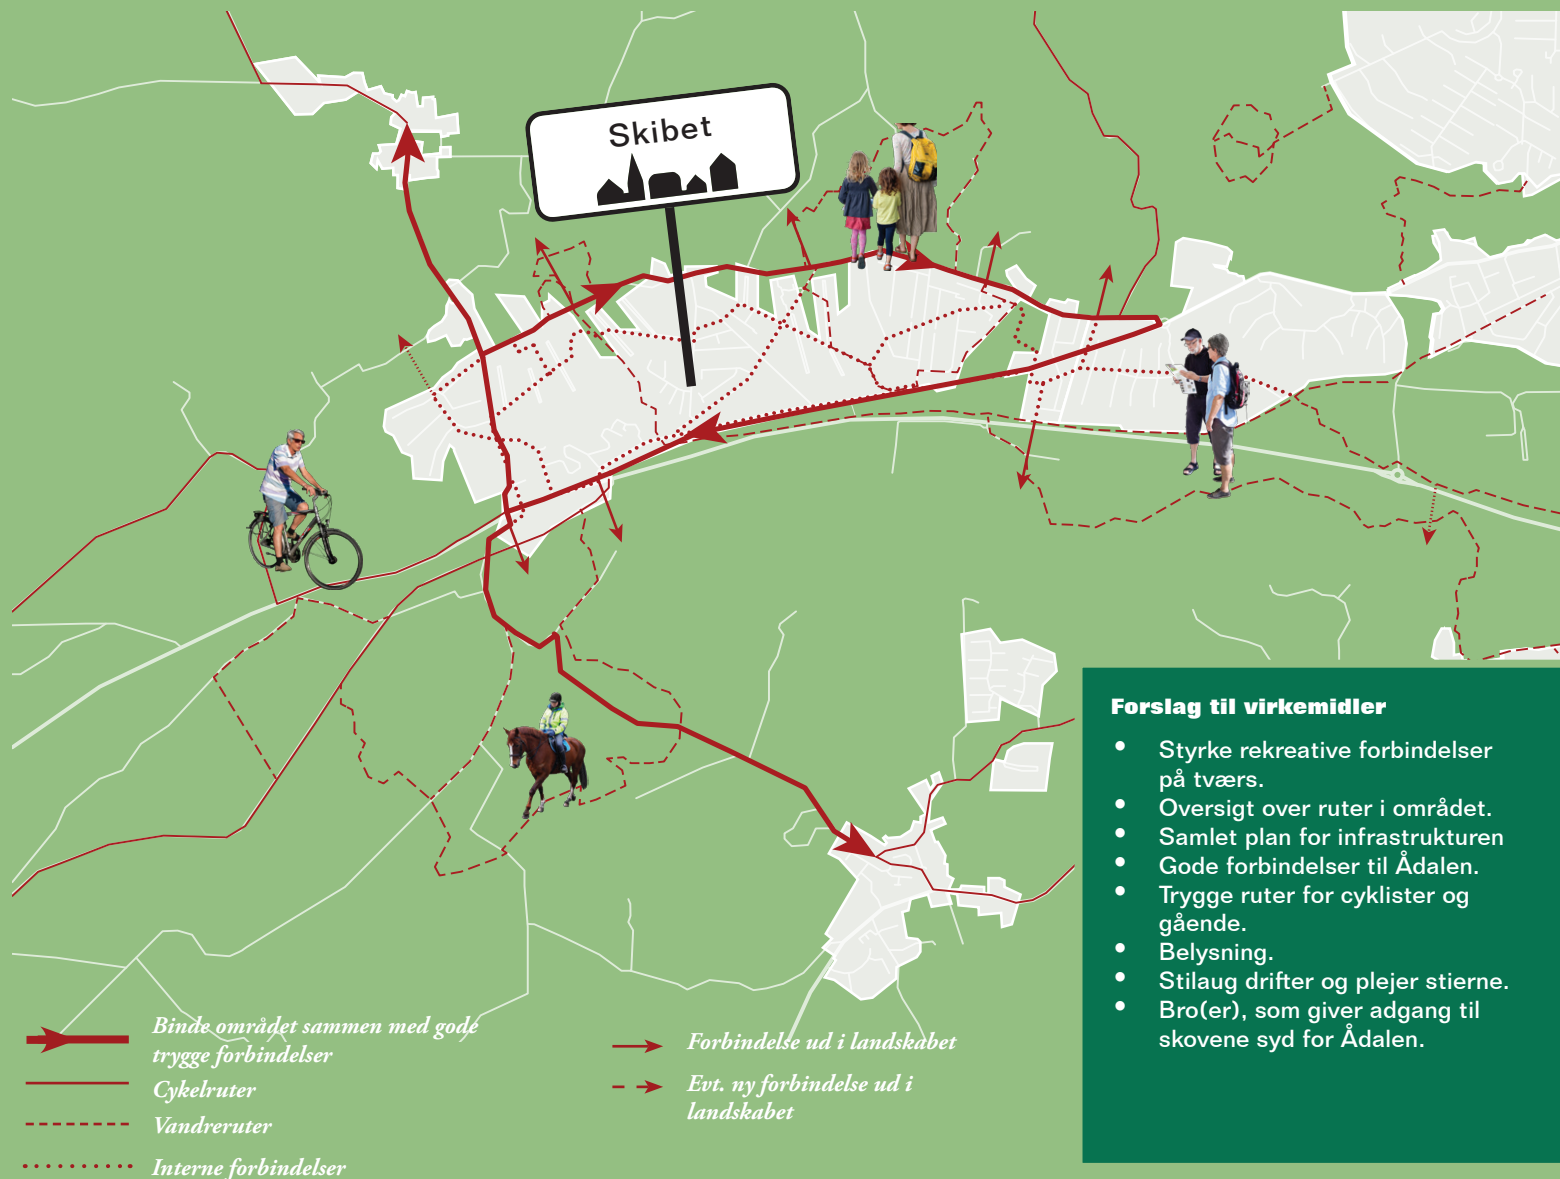 Skibet
Forslag til virkemidler
• Styrke rekreative forbindelser
på tværs.
• Oversigt over ruter i området.
• Samlet plan for infrastrukturen
• Gode forbindelser til Ådalen.
• Trygge ruter for cyklister og
gående.
• Belysning.
• Stilaug drifter og plejer stierne.
• Bro(er), som giver adgang til
skovene syd for Ådalen.
Binde området sammen med gode
trygge forbindelser
Cykelruter
Vandreruter
Interne forbindelser
Forbindelse ud i landskabet
Evt. ny forbindelse ud i
landskabet